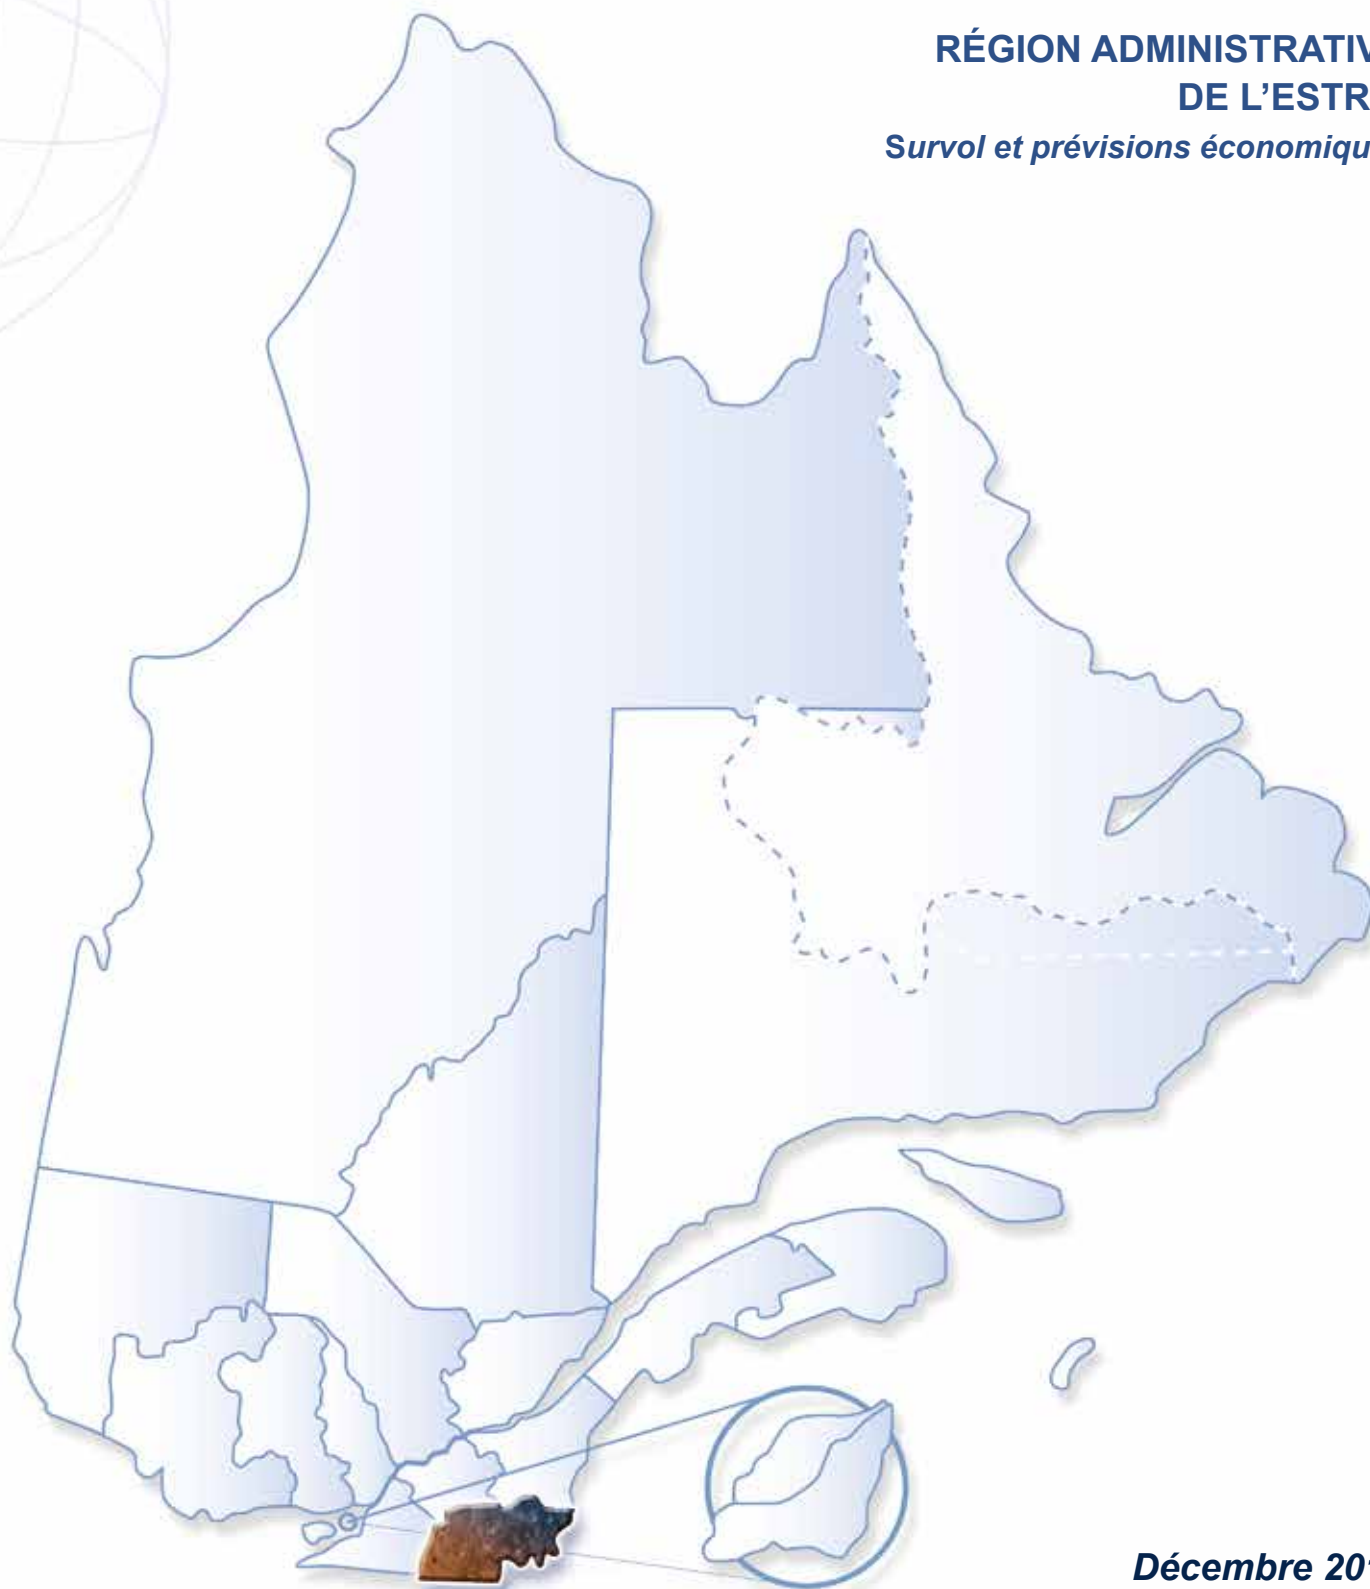 RÉGION ADMINISTRATIV
DE L'ESTR
Survol et prévisions économiqu
Décembre 20